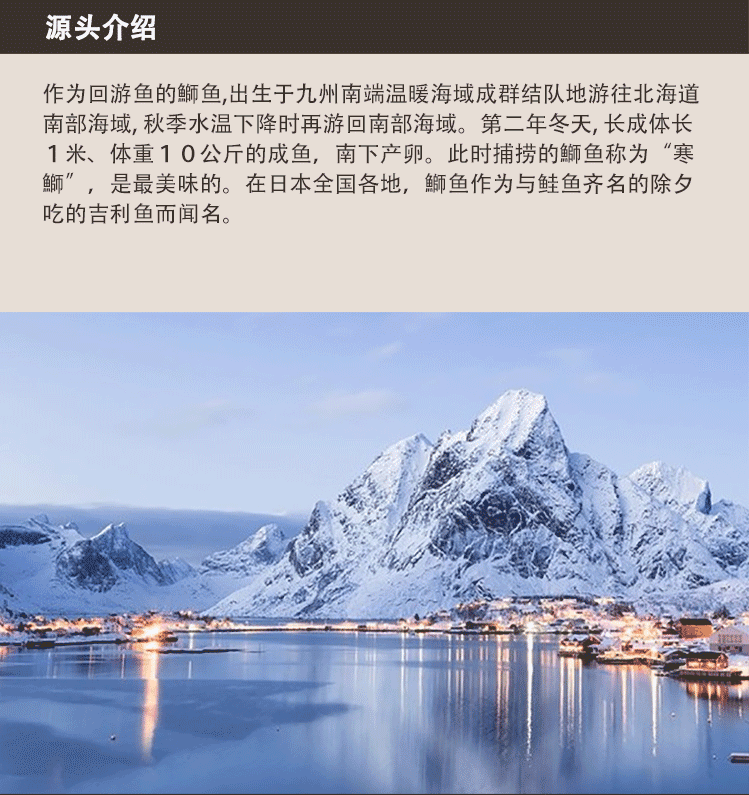 源头介绍
作为回游鱼的鰤鱼,出生于九州南端温暖海域成群结队地游往北海道
南部海域,秋季水温下降时再游回南部海域。第二年冬天,长成体长
１米、体重１０公斤的成鱼，南下产卵。此时捕捞的鰤鱼称为“寒
鰤”，是最美味的。在日本全国各地，鰤鱼作为与鲑鱼齐名的除夕
吃的吉利鱼而闻名。